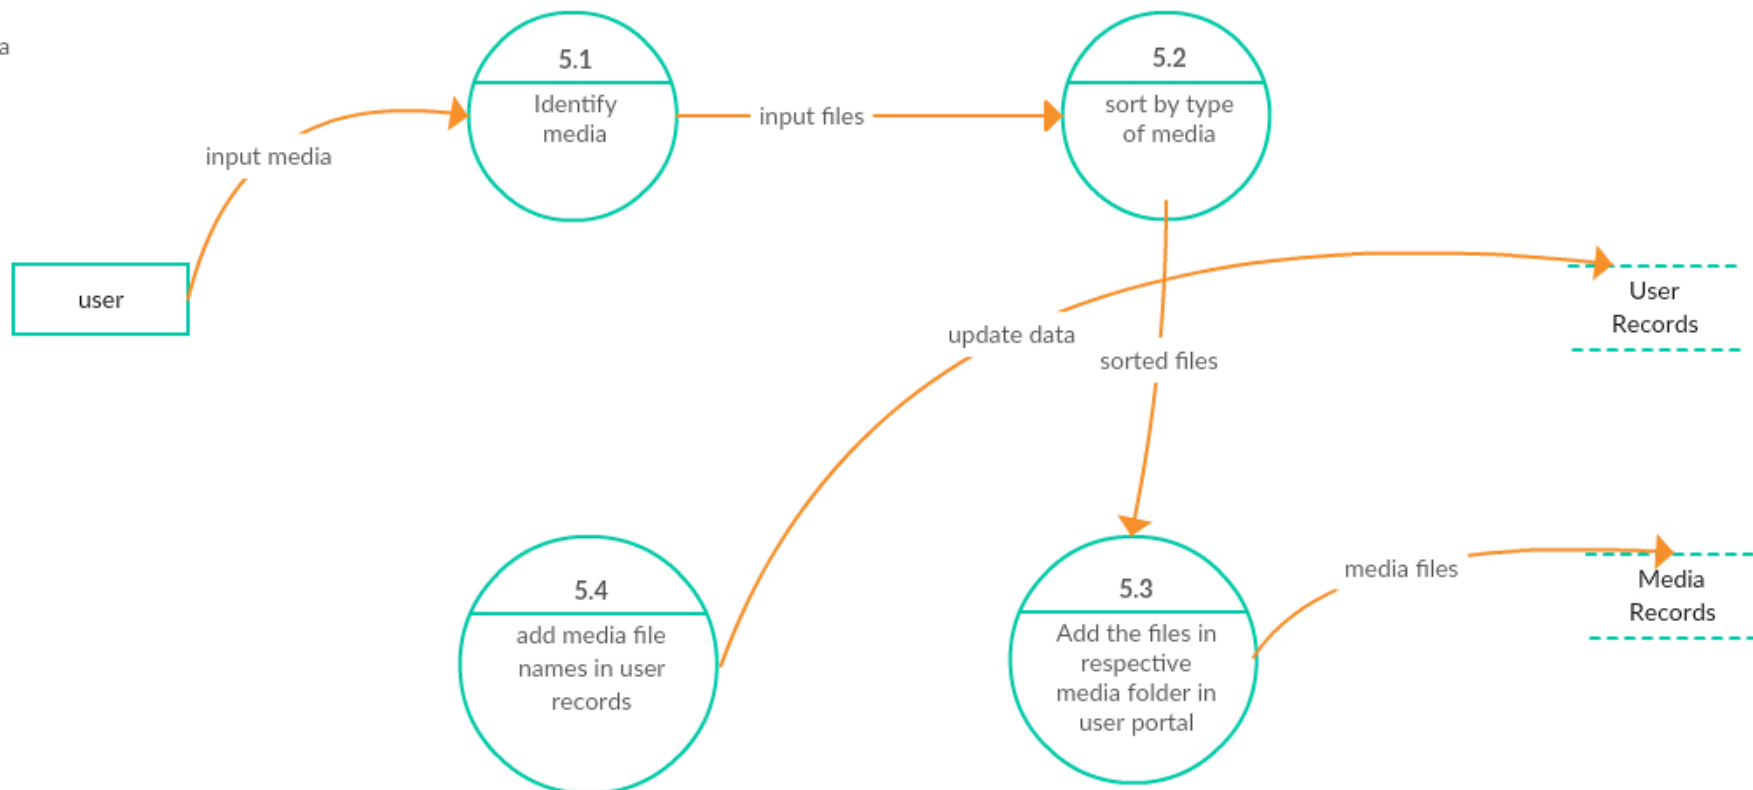 a
5.1
Identify
media
5.2
sort by type
of media
input files
input media
user
User
Records
update data
sorted files
5.4
add media file
names in user
records
5.3
Add the files in
respective
media folder in
user portal
media files
Media
Records